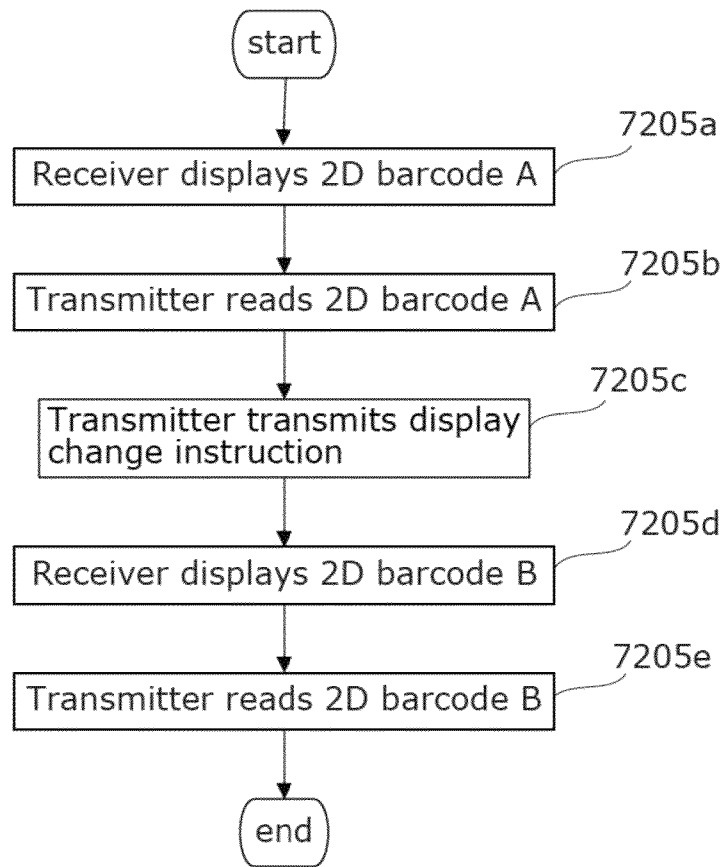 start
7205a
Receiver displays 2D barcode A
7205b
Transmitter reads 2D barcode A
7205c
Transmitter transmits display
change instruction
7205d
Receiver displays 2D barcode B
7205e
Transmitter reads 2D barcode B
end